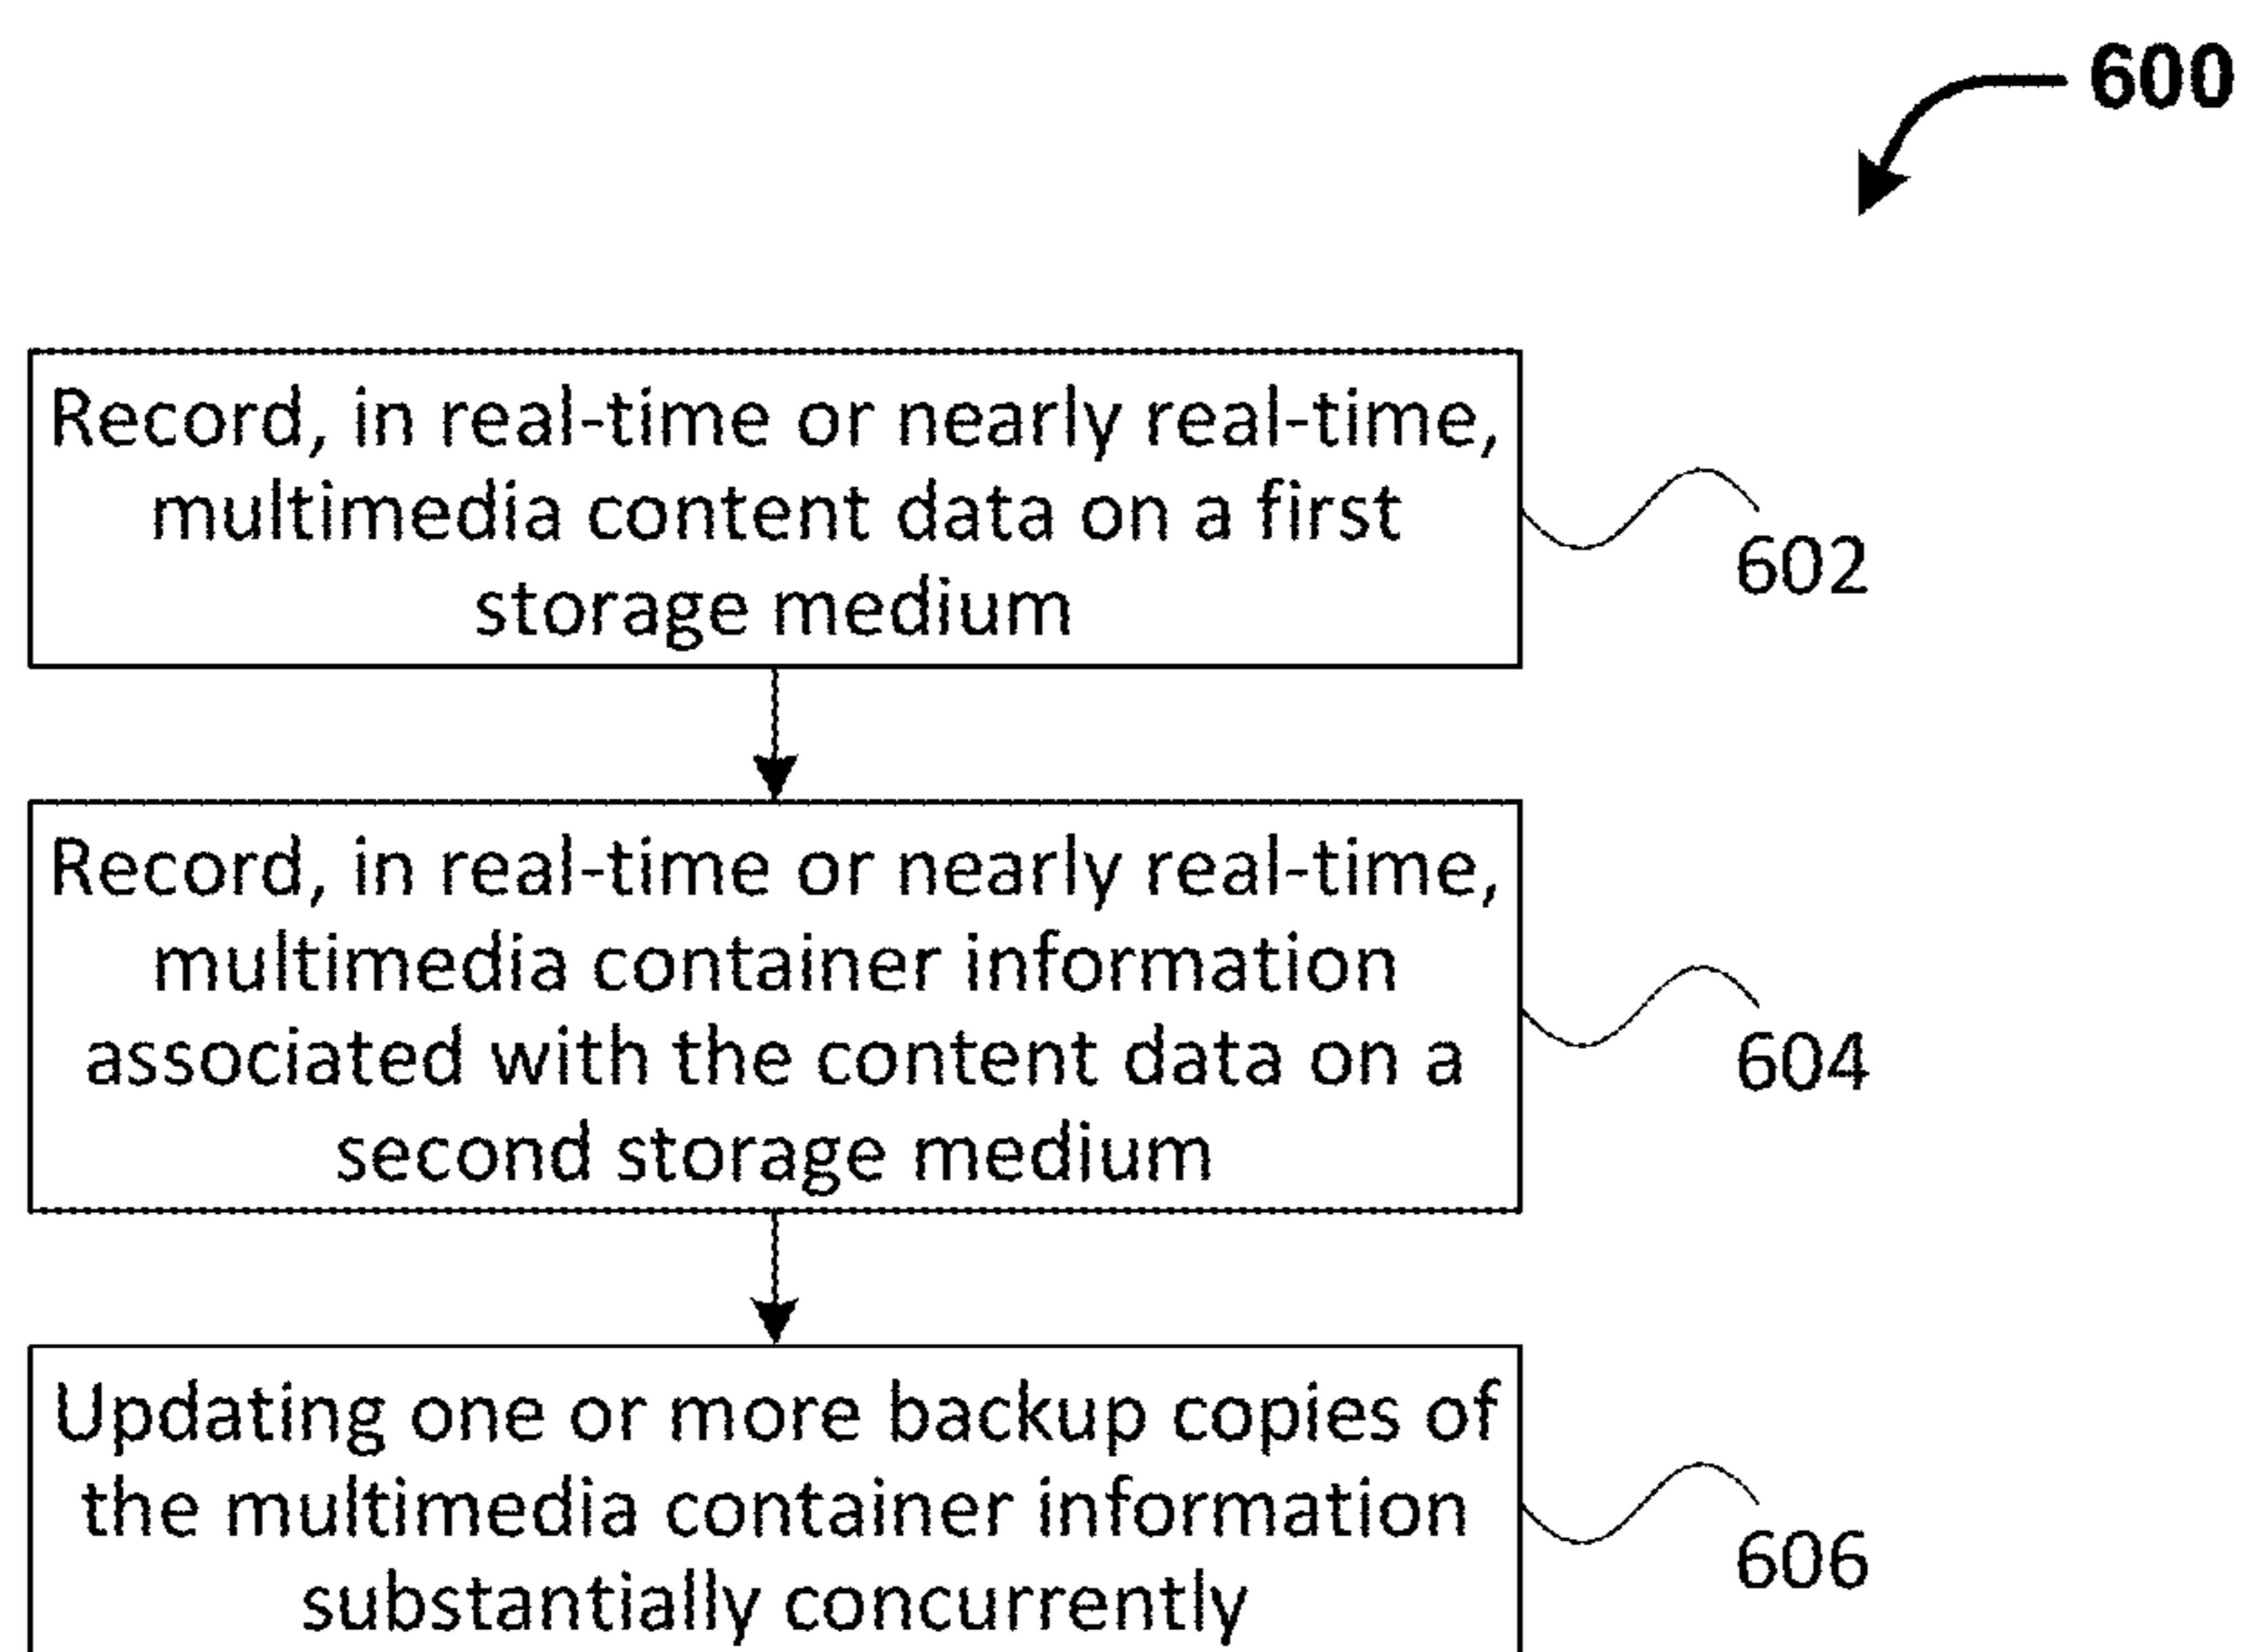 600
Record, in real-time or nearly real-time,
multimedia content data on a first
storage medium
602
Record, in real-time or nearly real-time,
multimedia container information
associated with the content data on a
second storage medium
604
Updating one or more backup copies of
the multimedia container information
substantially concurrently
606